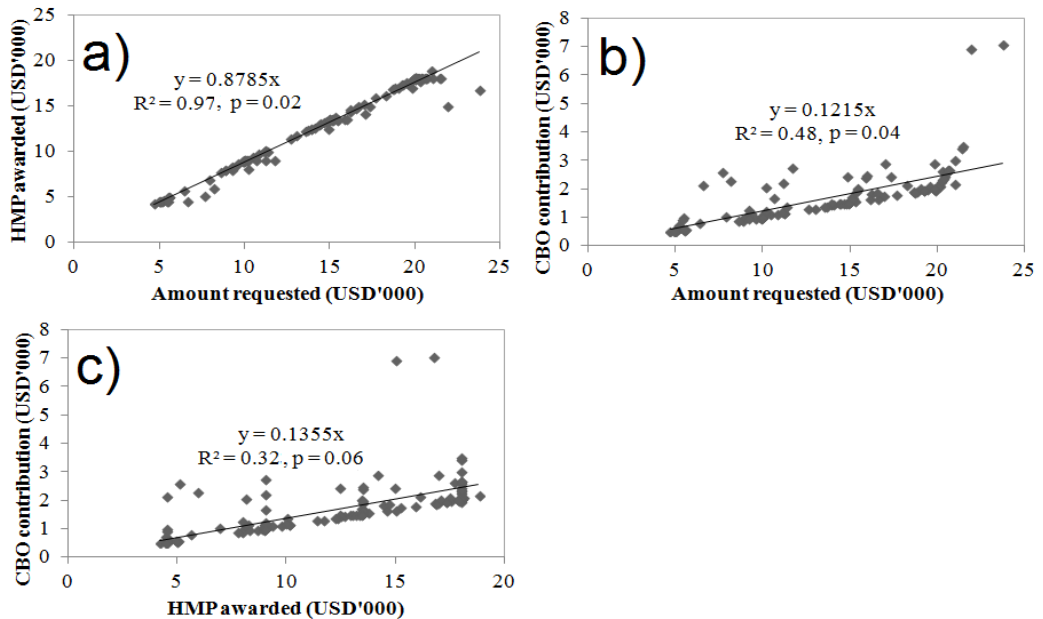 a)
HMP awarded (USD'000)
25
20
15
10
5
0
y = 0.8785x
R² = 0.97, p = 0.02
0 5 10 15 20 25
Amount requested (USD'000)
b)
CBO contribution (USD'000)
8
7
6
5
4
3
2
1
0
y = 0.1215x
R² = 0.48, p = 0.04
0 5 10 15 20 25
Amount requested (USD'000)
c)
CBO contribution (USD'000)
8
7
6
5
4
3
2
1
0
y = 0.1355x
R² = 0.32, p = 0.06
0 5 10 15 20
HMP awarded (USD'000)